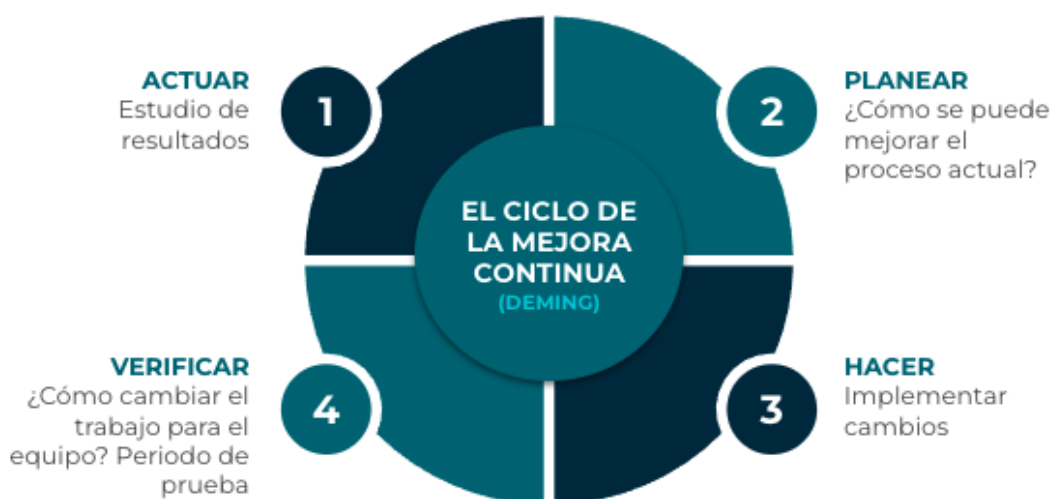 ACTUAR
Estudio de
resultados
1
2
PLANEAR
¿Cómo se puede
mejorar el
proceso actual?
EL CICLO DE
LA MEJORA
CONTINUA
(DEMING)
VERIFICAR
¿Cómo cambiar el
trabajo para el
equipo? Periodo de
prueba
4
3
HACER
Implementar
cambios